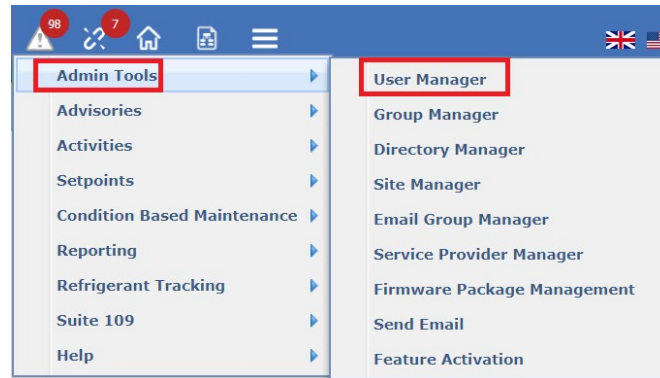 98
7
Admin Tools
Advisories
Activities
Setpoints
Condition Based Maintenance
Reporting
Refrigerant Tracking
Suite 109
Help
User Manager
Group Manager
Directory Manager
Site Manager
Email Group Manager
Service Provider Manager
Firmware Package Management
Send Email
Feature Activation